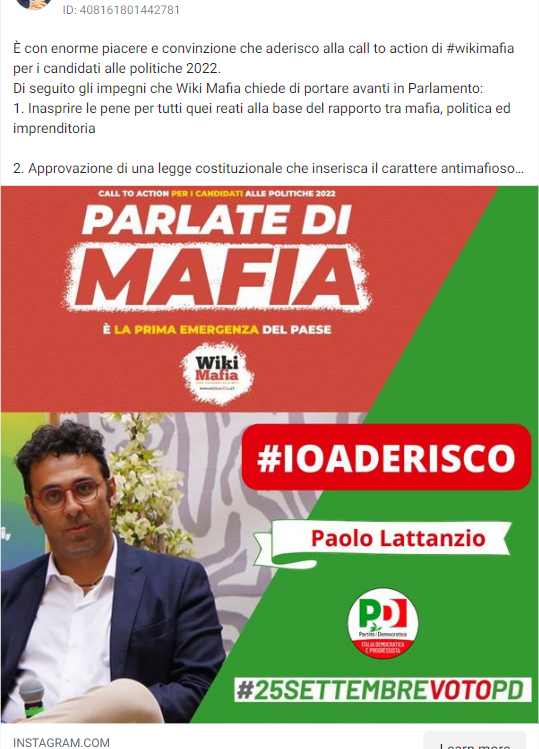 ID: 408161801442781
È con enorme piacere e convinzione che aderisco alla call to action di #wikimafia
per i candidati alle politiche 2022.
Di seguito gli impegni che Wiki Mafia chiede di portare avanti in Parlamento:
1. Inasprire le pene per tutti quei reati alla base del rapporto tra mafia, politica ed
imprenditoria
2. Approvazione di una legge costituzionale che inserisca il carattere antimafioso...
CALL TO ACTION PER I CANDIDATI ALLE POLITICHE 2022
PARLATE DI
MAFIA
È LA PRIMA EMERGENZA DEL PAESE
Wiki
Mafia
#IOADERISCO
Paolo Lattanzio
PD
Partito Democratico
ITALIA DEMOCRATICA
E PROGRESSISTA
#25SETTEMBREVOTOPD
INSTAGRAM.COM
Learn more